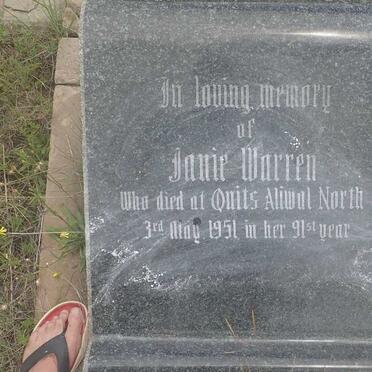 In loving memory
of
Janie Warren
Who died at Quits Aliwal North
3rd May 1951 in her 91st year